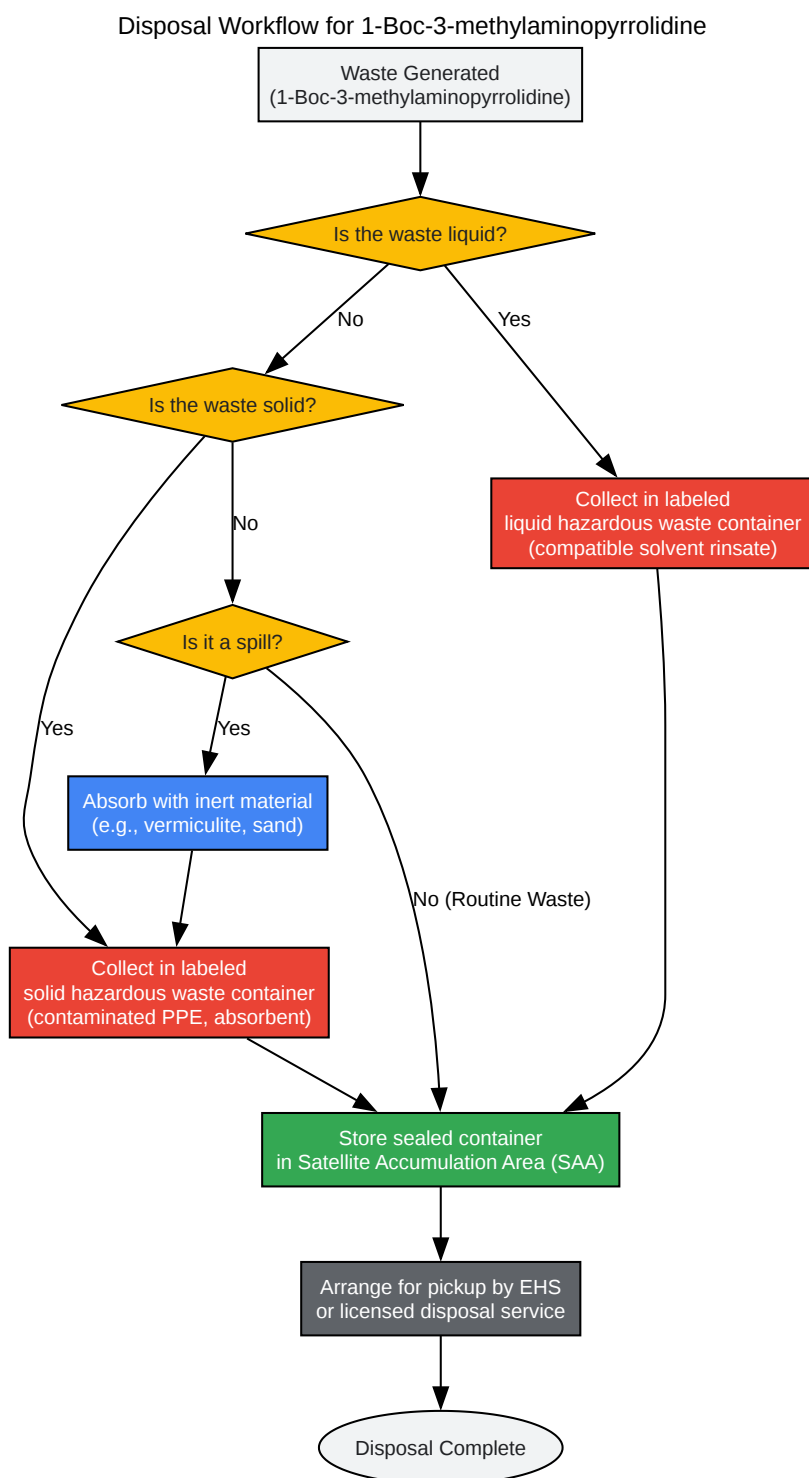 Disposal Workflow for 1-Boc-3-methylaminopyrrolidine
Waste Generated
(1-Boc-3-methylaminopyrrolidine)
Is the waste liquid?
No
Yes
Is the waste solid?
Collect in labeled
liquid hazardous waste container
(compatible solvent rinsate)
No
Is it a spill?
Yes
Yes
Absorb with inert material
(e.g., vermiculite, sand)
No (Routine Waste)
Collect in labeled
solid hazardous waste container
(contaminated PPE, absorbent)
Store sealed container
in Satellite Accumulation Area (SAA)
Arrange for pickup by EHS
or licensed disposal service
Disposal Complete